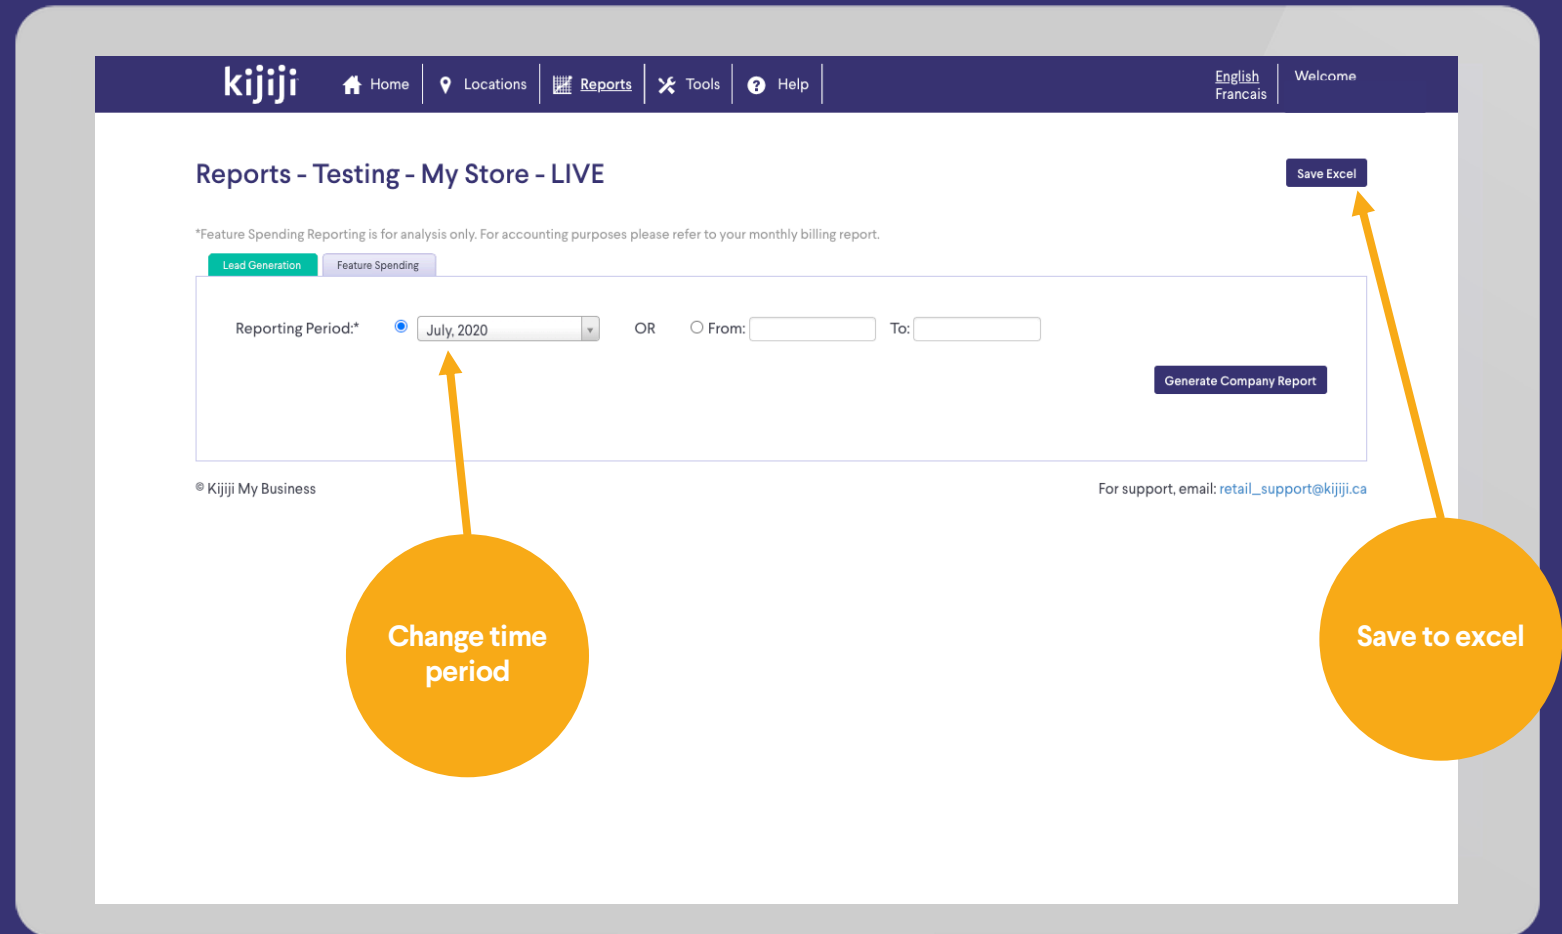 kijiji Home Locations Reports Tools Help English Welcome
Francais
Reports - Testing - My Store - LIVE
Save Excel
*Feature Spending Reporting is for analysis only. For accounting purposes please refer to your monthly billing report.
Lead Generation Feature Spending
Reporting Period:* July, 2020 OR From: To:
Generate Company Report
© Kijiji My Business For support, email: retail_support@kijiji.ca
Change time
period
Save to excel